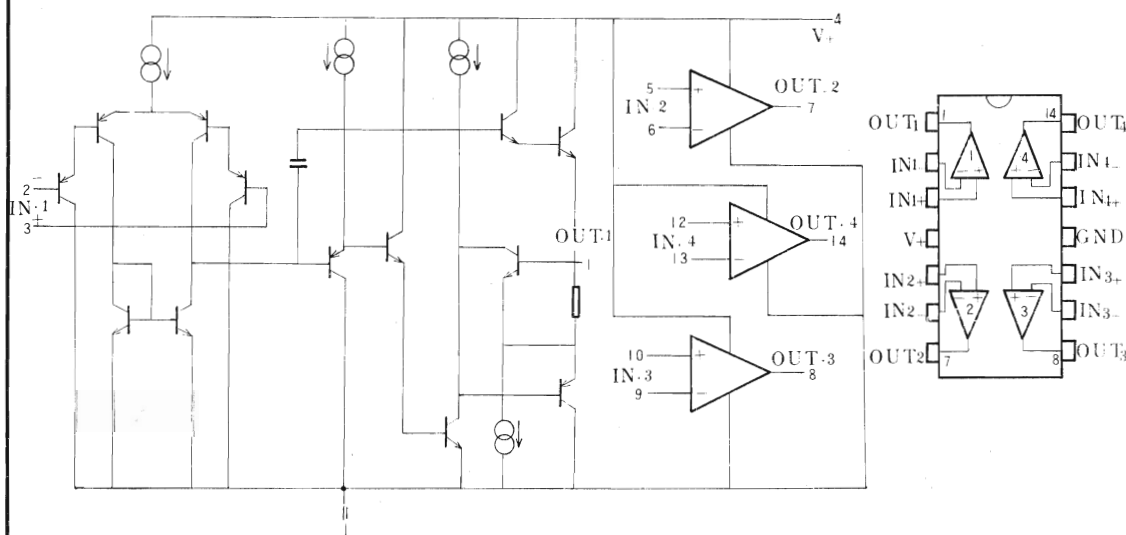 4
V+
5
+
IN 2
6
−
OUT.2
7
−
2
IN.1
+
3
OUT.1
1
12
+
IN.4
13
−
OUT.4
14
10
+
IN.3
9
−
OUT.3
8
11
1
OUT1
IN1-
IN1+
V+
IN2+
IN2-
OUT2
7
14
OUT4
IN4-
IN4+
GND
IN3+
IN3-
OUT3
8
1
4
2
3